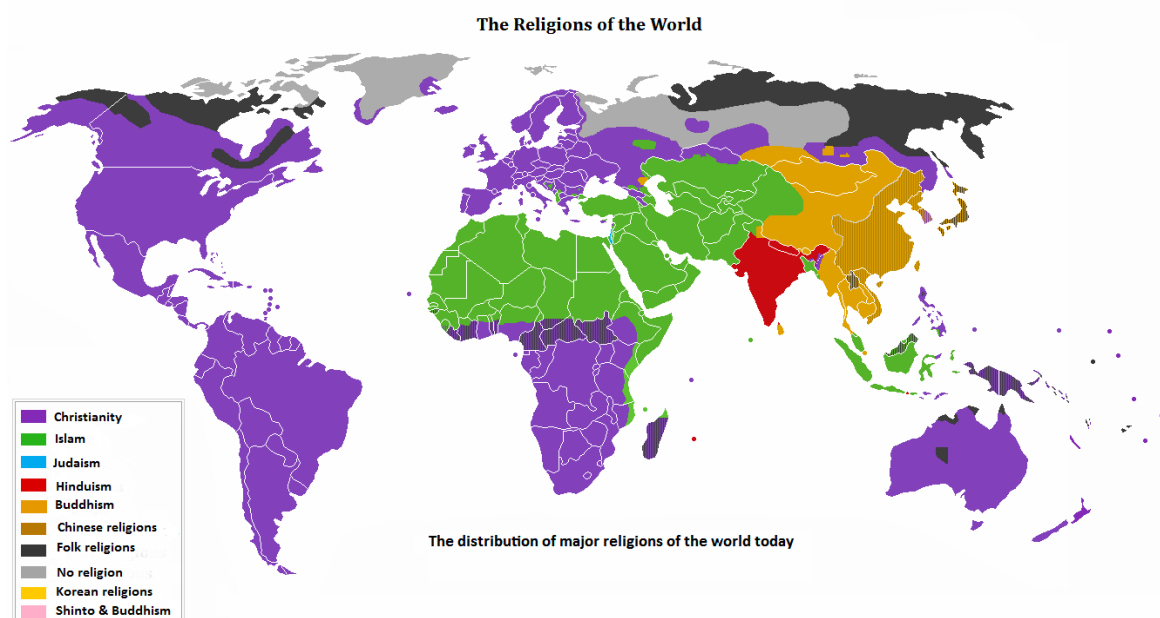 The Religions of the World
Christianity
Islam
Judaism
Hinduism
Buddhism
Chinese religions
Folk religions
No religion
Korean religions
Shinto & Buddhism
The distribution of major religions of the world today